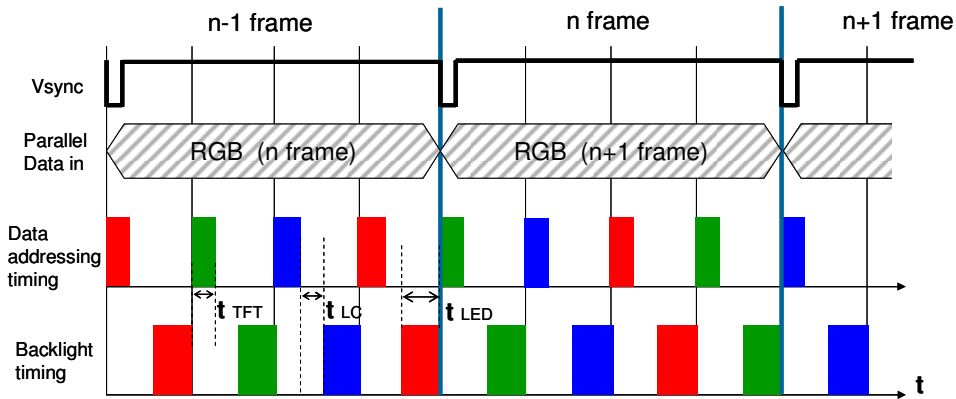 n-1 frame
n frame
n+1 frame
Vsync
Parallel
Data in
RGB (n frame)
RGB (n+1 frame)
Data
addressing
timing
t TFT
t LC
t LED
Backlight
timing
t